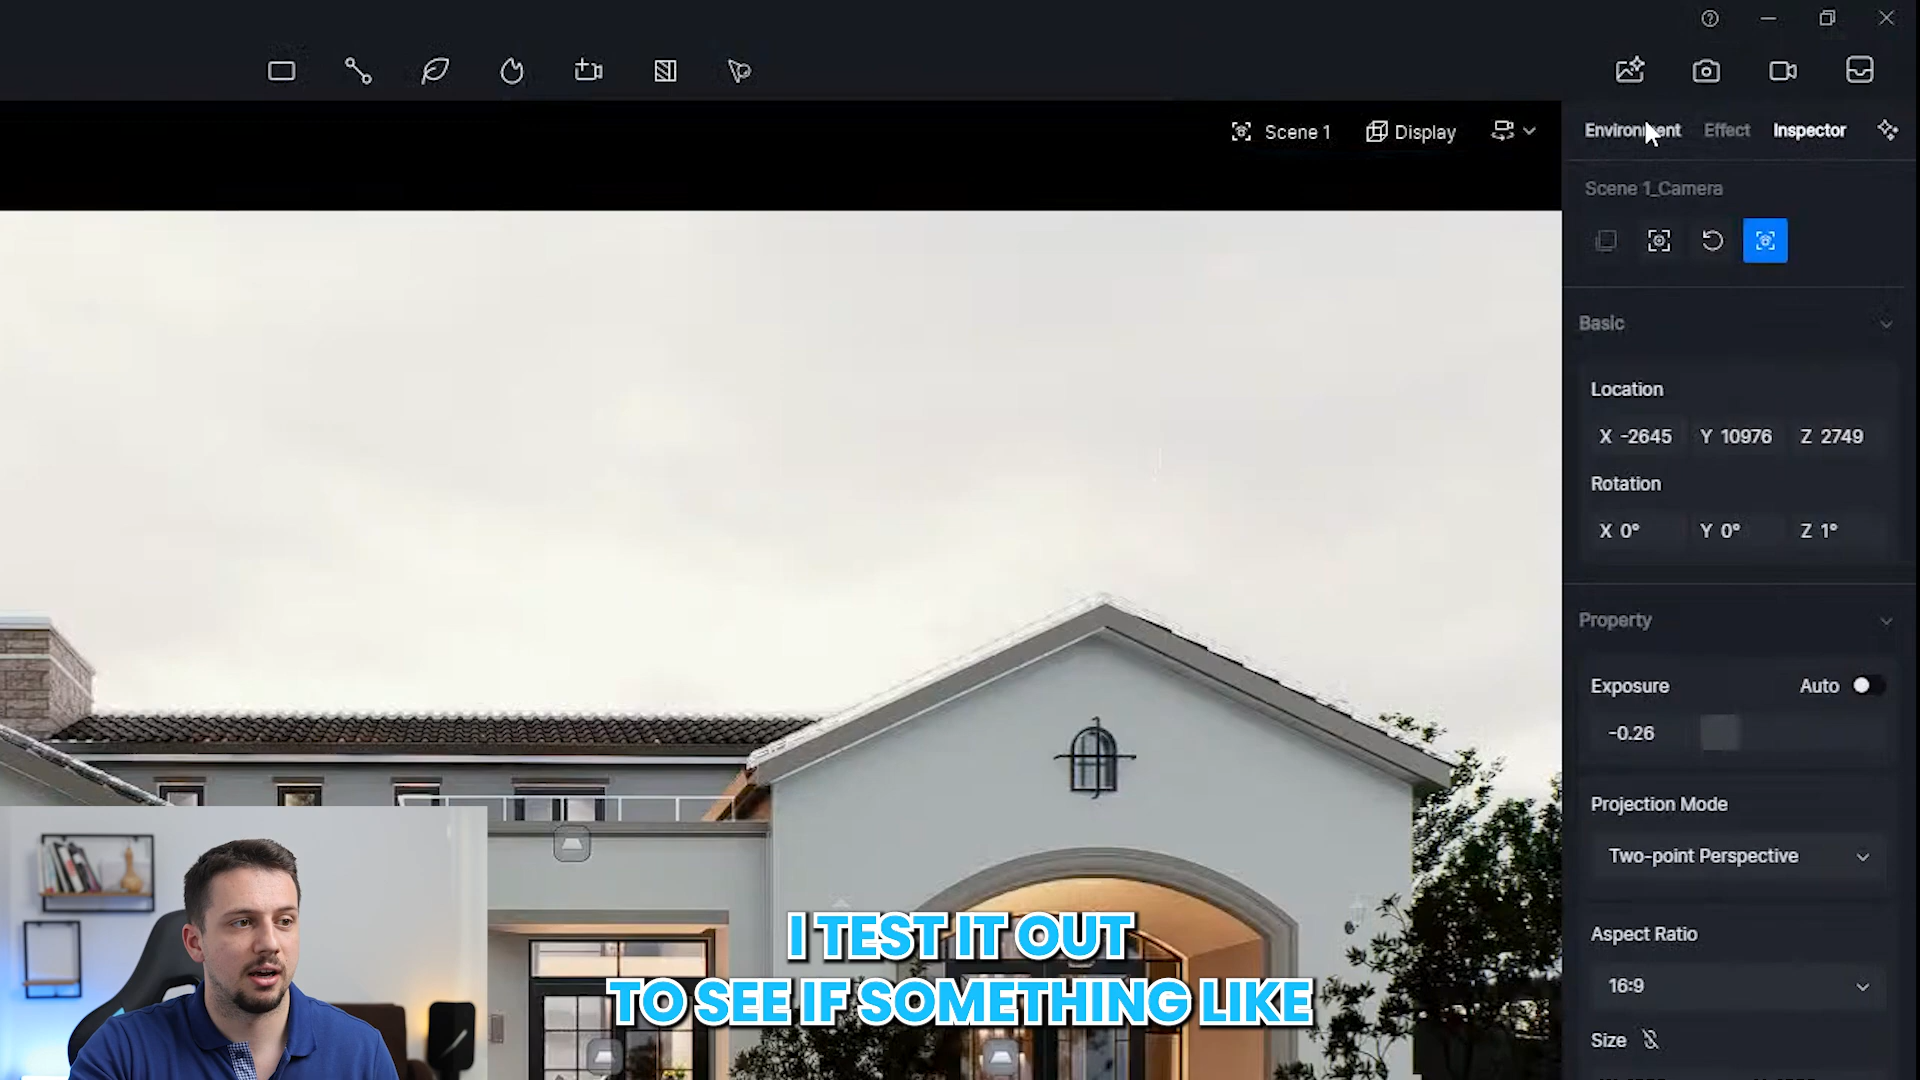 Scene 1
Display
Environment
Effect
Inspector
Scene 1_Camera
Basic
Location
X -2645
Y 10976
Z 2749
Rotation
X 0°
Y 0°
Z 1°
Property
Exposure
Auto
-0.26
Projection Mode
Two-point Perspective
Aspect Ratio
16:9
Size
I TEST IT OUT
TO SEE IF SOMETHING LIKE